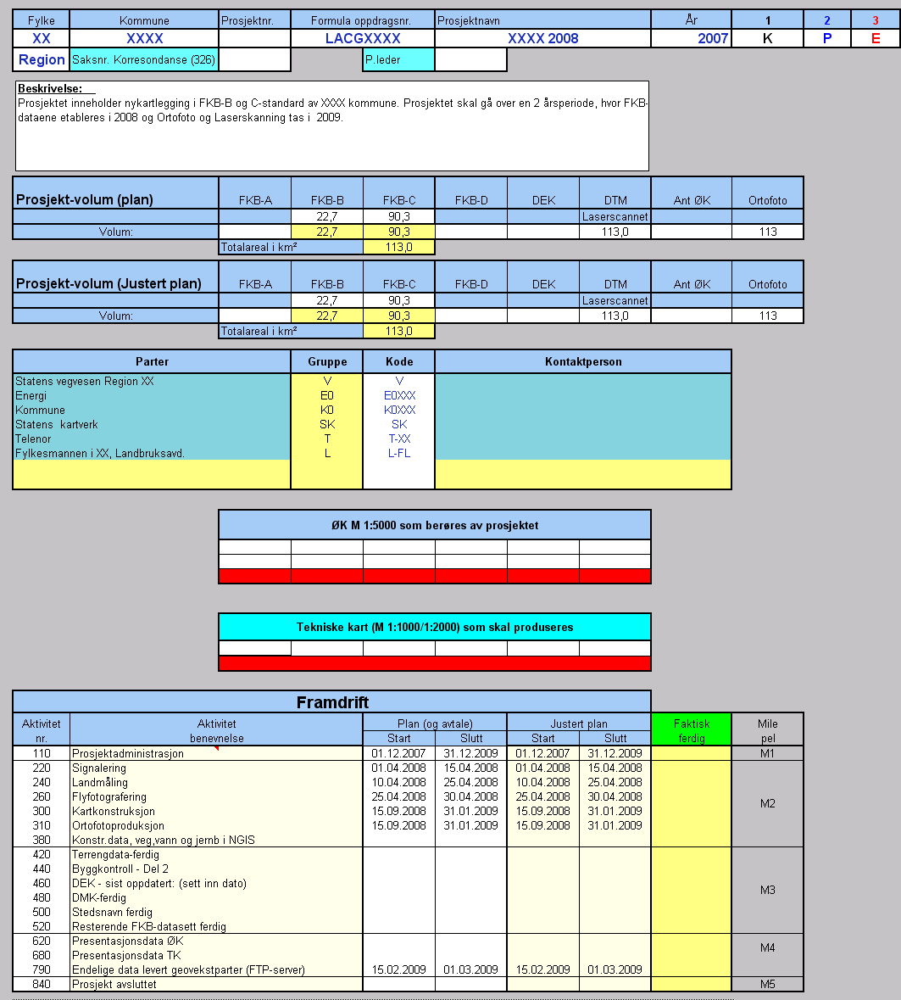 Fylke Kommune Prosjektnr. Formula oppdragsnr. Prosjektnavn År 1 2 3
XX XXXX LACGXXXX XXXX 2008 2007 K P E
Region Saksnr. Korresondanse (326) P.leder
Beskrivelse:
Prosjektet inneholder nykartlegging i FKB-B og C-standard av XXXX kommune. Prosjektet skal gå over en 2 årsperiode, hvor FKB-
dataene etableres i 2008 og Ortofoto og Laserskanning tas i 2009.
Prosjekt-volum (plan) FKB-A FKB-B FKB-C FKB-D DEK DTM Ant ØK Ortofoto
22,7 90,3 Laserscannet
Volum: 22,7 90,3 113,0 113
Totalareal i km² 113,0
Prosjekt-volum (Justert plan) FKB-A FKB-B FKB-C FKB-D DEK DTM Ant ØK Ortofoto
22,7 90,3 Laserscannet
Volum: 22,7 90,3 113,0 113
Totalareal i km² 113,0
Parter Gruppe Kode Kontaktperson
Statens vegvesen Region XX V V
Energi E0 E0XXX
Kommune K0 K0XXX
Statens kartverk SK SK
Telenor T T-XX
Fylkesmannen i XX, Landbruksavd. L L-FL
ØK M 1:5000 som berøres av prosjektet
Tekniske kart (M 1:1000/1:2000) som skal produseres
Framdrift
Aktivitet Aktivitet Plan (og avtale) Justert plan Faktisk Mile
nr. benevnelse Start Slutt Start Slutt ferdig pel
110 Prosjektadministrasjon 01.12.2007 31.12.2009 01.12.2007 31.12.2009 M1
220 Signalering 01.04.2008 15.04.2008 01.04.2008 15.04.2008
240 Landmåling 10.04.2008 25.04.2008 10.04.2008 25.04.2008
260 Flyfotografering 25.04.2008 30.04.2008 25.04.2008 30.04.2008
M2
300 Kartkonstruksjon 15.09.2008 31.01.2009 15.09.2008 31.01.2009
310 Ortofotoproduksjon 15.09.2008 31.01.2009 15.09.2008 31.01.2009
380 Konstr.data, veg,vann og jernb i NGIS
420 Terrengdata-ferdig
440 Byggkontroll - Del 2
460 DEK - sist oppdatert: (sett inn dato)
M3
480 DMK-ferdig
500 Stedsnavn ferdig
520 Resterende FKB-datasett ferdig
620 Presentasjonsdata ØK
M4
680 Presentasjonsdata TK
790 Endelige data levert geovekstparter (FTP-server) 15.02.2009 01.03.2009 15.02.2009 01.03.2009
840 Prosjekt avsluttet M5